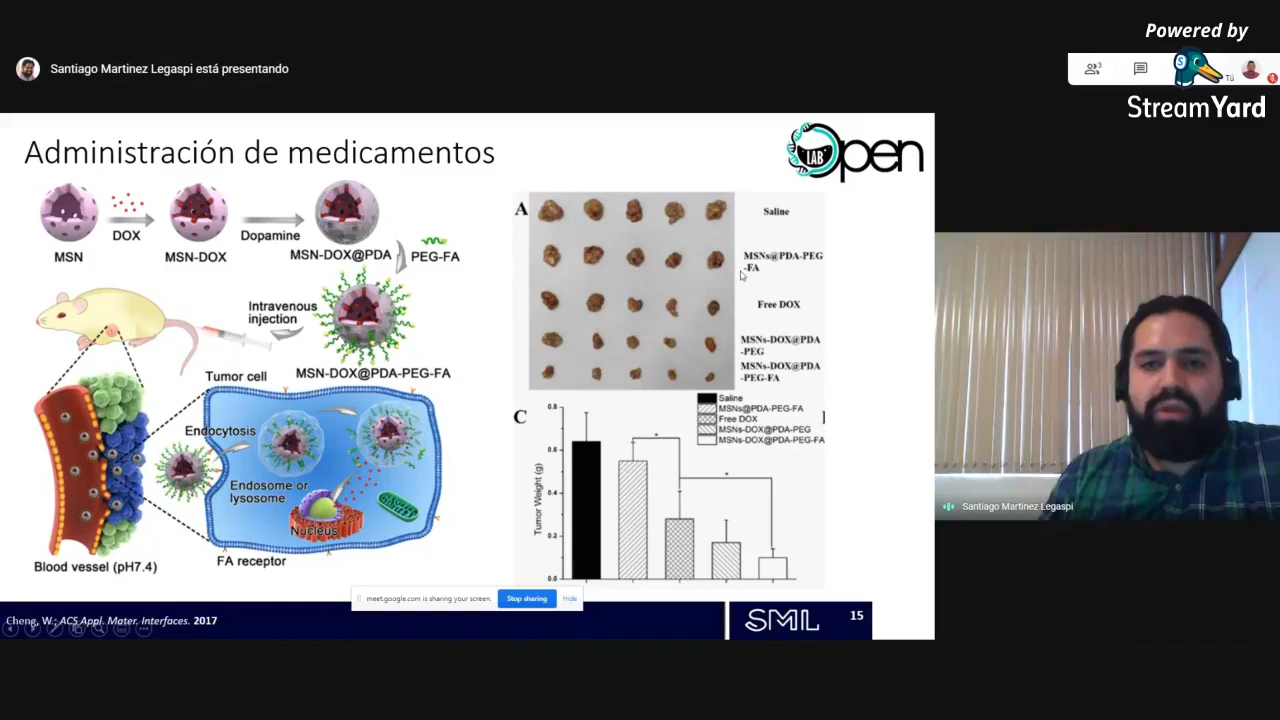 Powered by
StreamYard
Santiago Martinez Legaspi está presentando
3
Tú
Administración de medicamentos
LAB
Open
MSN
DOX
MSN-DOX
Dopamine
MSN-DOX@PDA
PEG-FA
Intravenous
injection
MSN-DOX@PDA-PEG-FA
Tumor cell
Endocytosis
Endosome or
lysosome
Nucleus
FA receptor
Blood vessel (pH7.4)
A
Saline
MSNs@PDA-PEG
-FA
Free DOX
MSNs-DOX@PDA
-PEG
MSNs-DOX@PDA
-PEG-FA
C
Saline
MSNs@PDA-PEG-FA
Free DOX
MSNs-DOX@PDA-PEG
MSNs-DOX@PDA-PEG-FA
Tumor Weight (g)
0.8
0.6
0.4
0.2
0.0
*
*
meet.google.com is sharing your screen.
Stop sharing
Hide
Cheng, W.; ACS Appl. Mater. Interfaces. 2017
SML
15
Santiago Martinez Legaspi